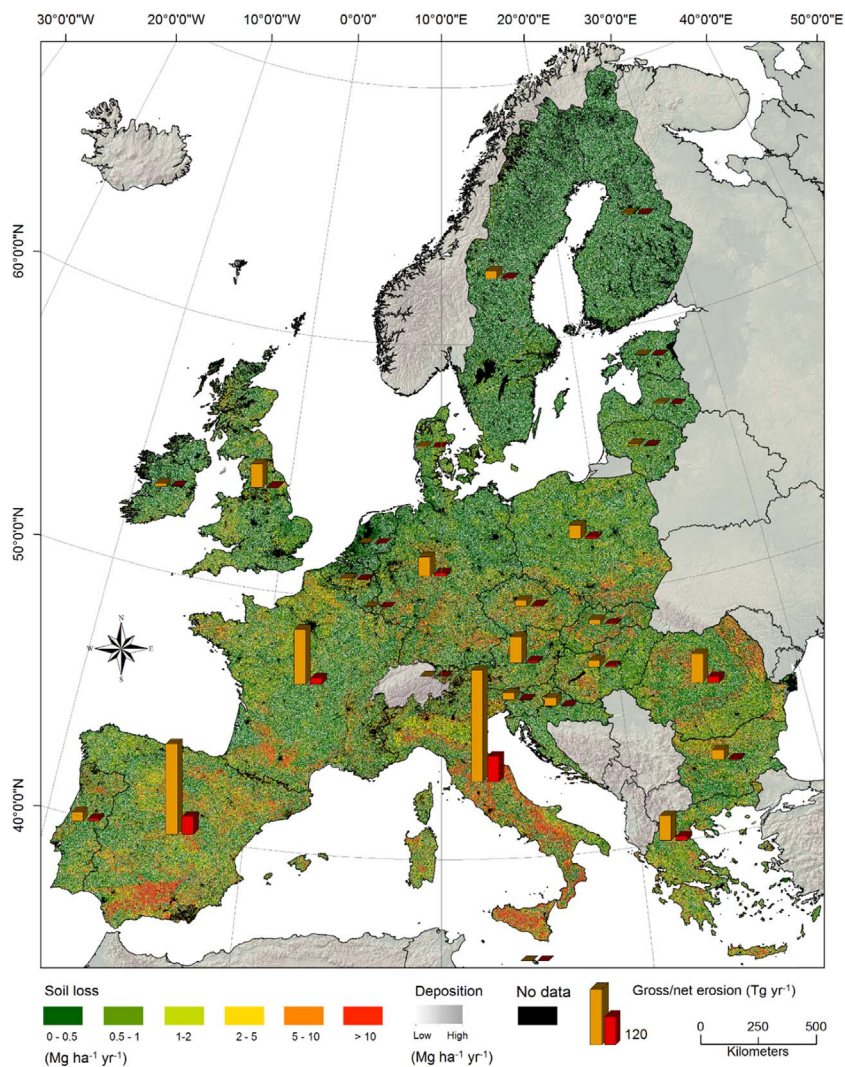 30°0'0"W 20°0'0"W 10°0'0"W 0°0'0" 10°0'0"E 20°0'0"E 30°0'0"E 40°0'0"E 50°0'0"E
60°0'0"N
50°0'0"N
N
W E
S
40°0'0"N
Soil loss Deposition No data Gross/net erosion (Tg yr-1)
Low High 120
0 - 0.5 0.5 - 1 1-2 2 - 5 5 - 10 > 10 0 250 500
(Mg ha-1 yr-1) (Mg ha-1 yr-1) Kilometers